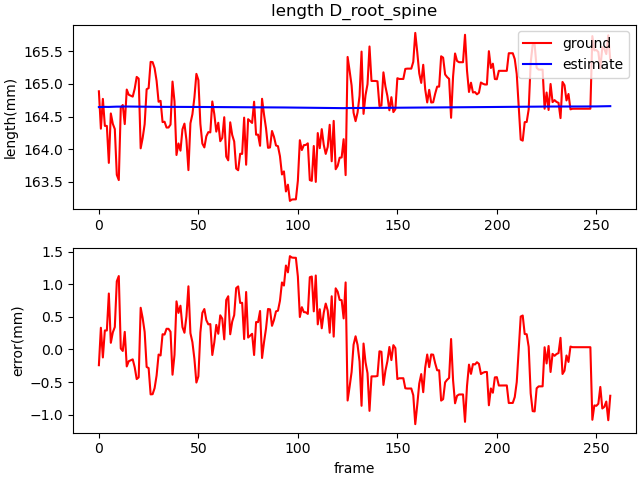 length D_root_spine
length(mm)
165.5
165.0
164.5
164.0
163.5
ground
estimate
0 50 100 150 200 250
error(mm)
1.5
1.0
0.5
0.0
−0.5
−1.0
0 50 100 150 200 250
frame